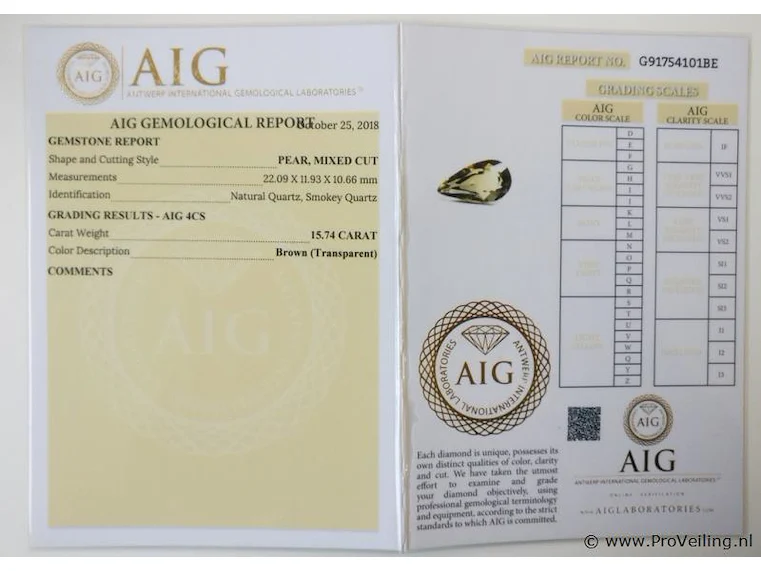 AIG
AIG
ANTWERP INTERNATIONAL GEMOLOGICAL LABORATORIES
AIG GEMOLOGICAL REPORT
October 25, 2018
GEMSTONE REPORT
Shape and Cutting Style PEAR, MIXED CUT
Measurements 22.09 X 11.93 X 10.66 mm
Identification Natural Quartz, Smokey Quartz
GRADING RESULTS - AIG 4CS
Carat Weight 15.74 CARAT
Color Description Brown (Transparent)
COMMENTS
AIG
AIG REPORT NO. G91754101BE
GRADING SCALES
AIG
COLOR SCALE
D
E
F
G
H
I
J
K
L
M
N
O
P
Q
R
S
T
U
V
W
Q
Y
Z
AIG
CLARITY SCALE
IF
VVS1
VVS2
VS1
VS2
SI1
SI2
SI3
I1
I2
I3
ANTWERP INTERNATIONAL GEMOLOGICAL LABORATORIES
AIG
Each diamond is unique, possesses its
own distinct qualities of color, clarity
and cut. We have taken the utmost
effort to examine and grade
your diamond objectively, using
professional gemological terminology
and equipment, according to the strict
standards to which AIG is committed.
AIG
AIG
ANTWERP INTERNATIONAL GEMOLOGICAL LABORATORIES
ONLINE VERIFICATION
WWW.AIGLABORATORIES.COM
© www.ProVeiling.nl